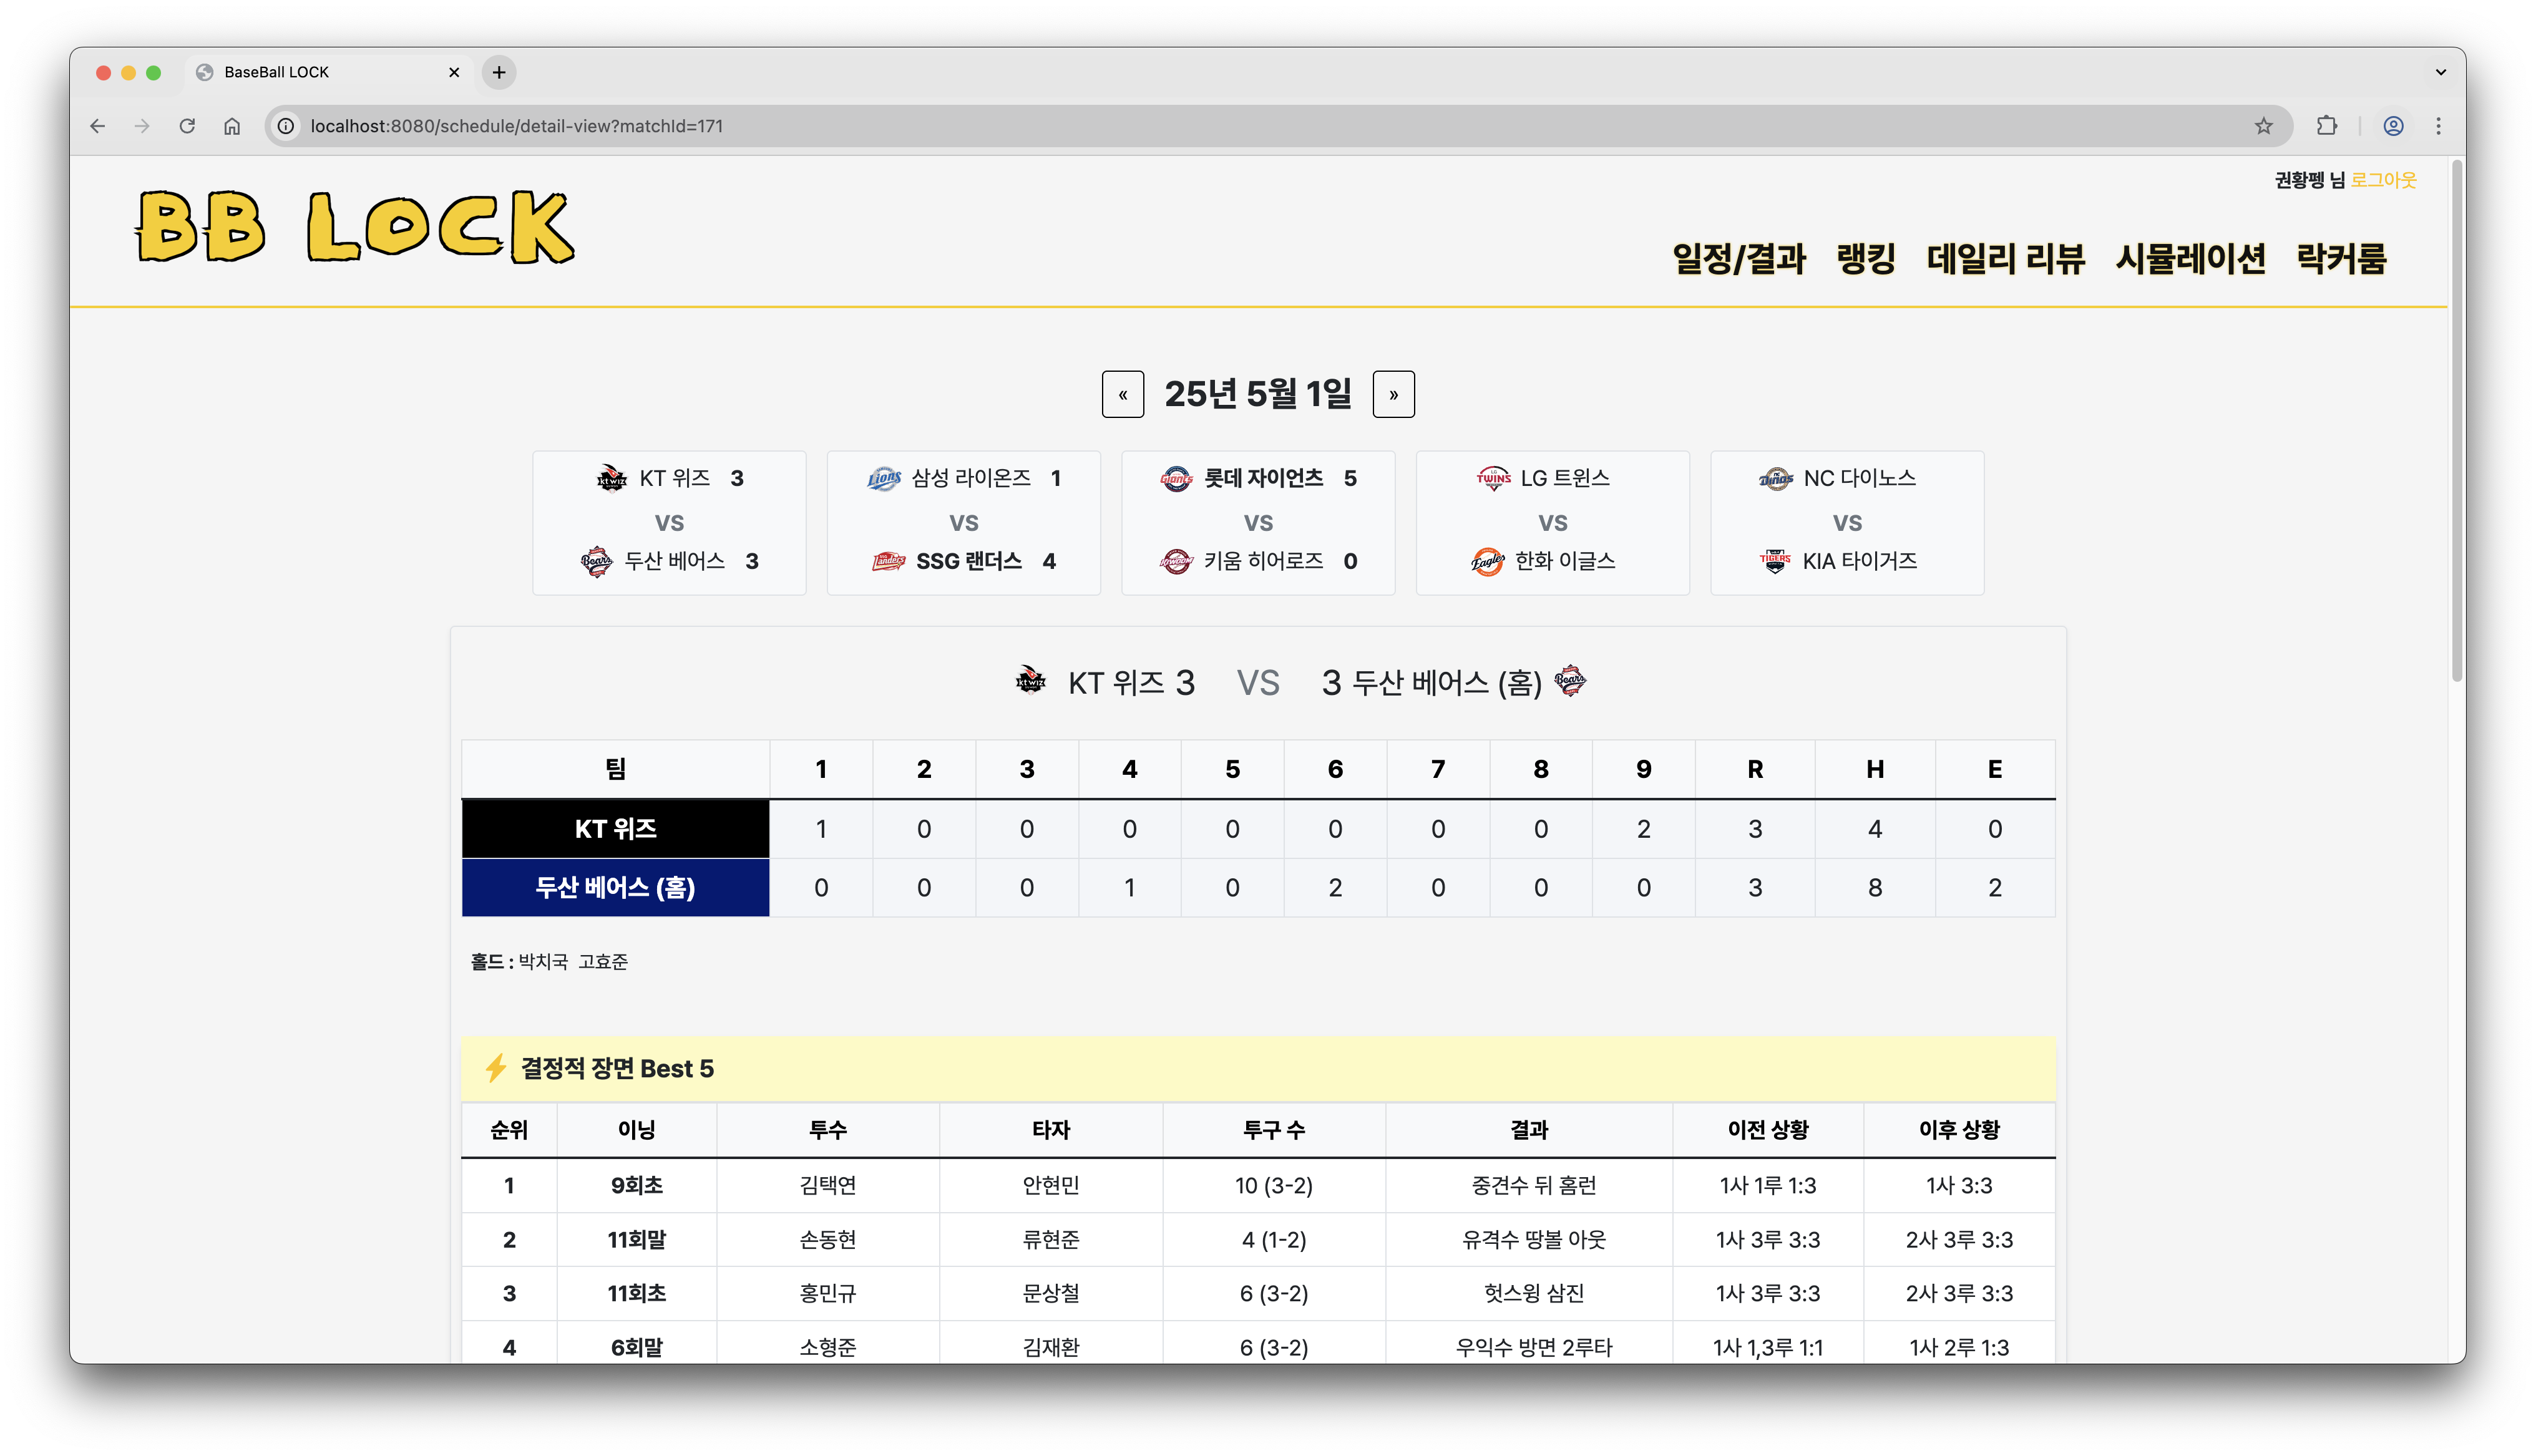 BaseBall LOCK
localhost:8080/schedule/detail-view?matchId=171
권황펭 님 로그아웃
BB LOCK
일정/결과 랭킹 데일리 리뷰 시뮬레이션 락커룸
« 25년 5월 1일 »
KT 위즈 3
VS
두산 베어스 3
삼성 라이온즈 1
VS
SSG 랜더스 4
롯데 자이언츠 5
VS
키움 히어로즈 0
LG 트윈스
VS
한화 이글스
NC 다이노스
VS
KIA 타이거즈
KT 위즈 3 VS 3 두산 베어스 (홈)
팀 1 2 3 4 5 6 7 8 9 R H E
KT 위즈 1 0 0 0 0 0 0 0 2 3 4 0
두산 베어스 (홈) 0 0 0 1 0 2 0 0 0 3 8 2
홀드 : 박치국 고효준
결정적 장면 Best 5
순위 이닝 투수 타자 투구 수 결과 이전 상황 이후 상황
1 9회초 김택연 안현민 10 (3-2) 중견수 뒤 홈런 1사 1루 1:3 1사 3:3
2 11회말 손동현 류현준 4 (1-2) 유격수 땅볼 아웃 1사 3루 3:3 2사 3루 3:3
3 11회초 홍민규 문상철 6 (3-2) 헛스윙 삼진 1사 3루 3:3 2사 3루 3:3
4 6회말 소형준 김재환 6 (3-2) 우익수 방면 2루타 1사 1,3루 1:1 1사 2루 1:3